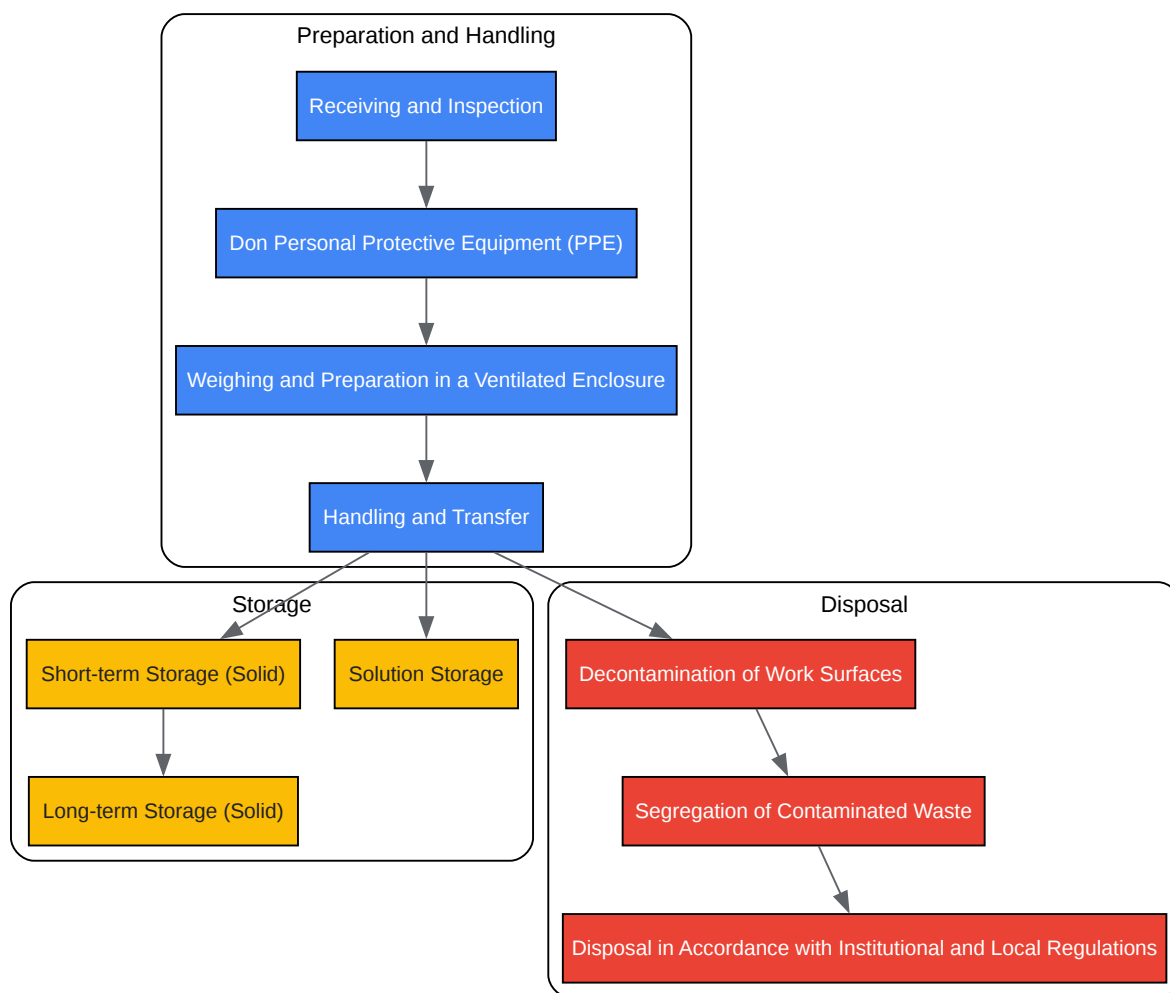 Preparation and Handling
Receiving and Inspection
Don Personal Protective Equipment (PPE)
Weighing and Preparation in a Ventilated Enclosure
Handling and Transfer
Storage
Short-term Storage (Solid)
Solution Storage
Long-term Storage (Solid)
Disposal
Decontamination of Work Surfaces
Segregation of Contaminated Waste
Disposal in Accordance with Institutional and Local Regulations